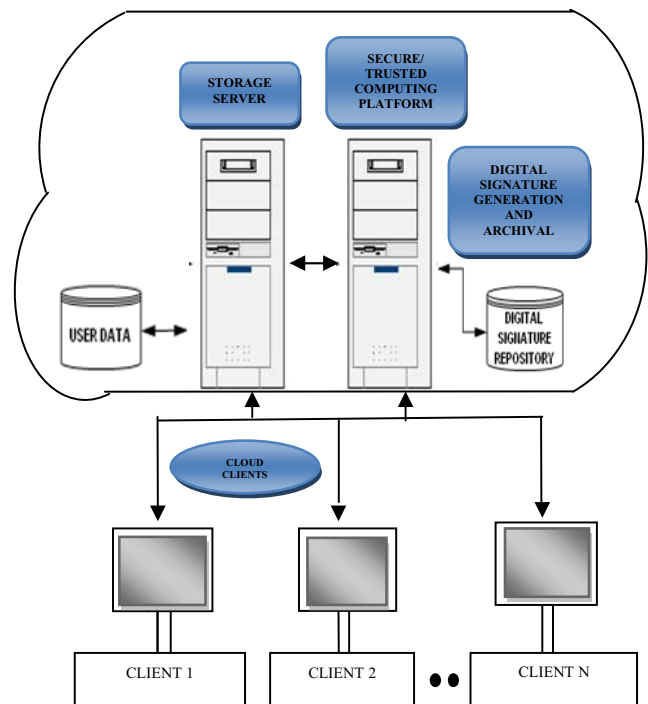 STORAGE
SERVER
SECURE/
TRUSTED
COMPUTING
PLATFORM
DIGITAL
SIGNATURE
GENERATION
AND
ARCHIVAL
USER DATA
DIGITAL
SIGNATURE
REPOSITORY
CLOUD
CLIENTS
CLIENT 1
CLIENT 2
CLIENT N